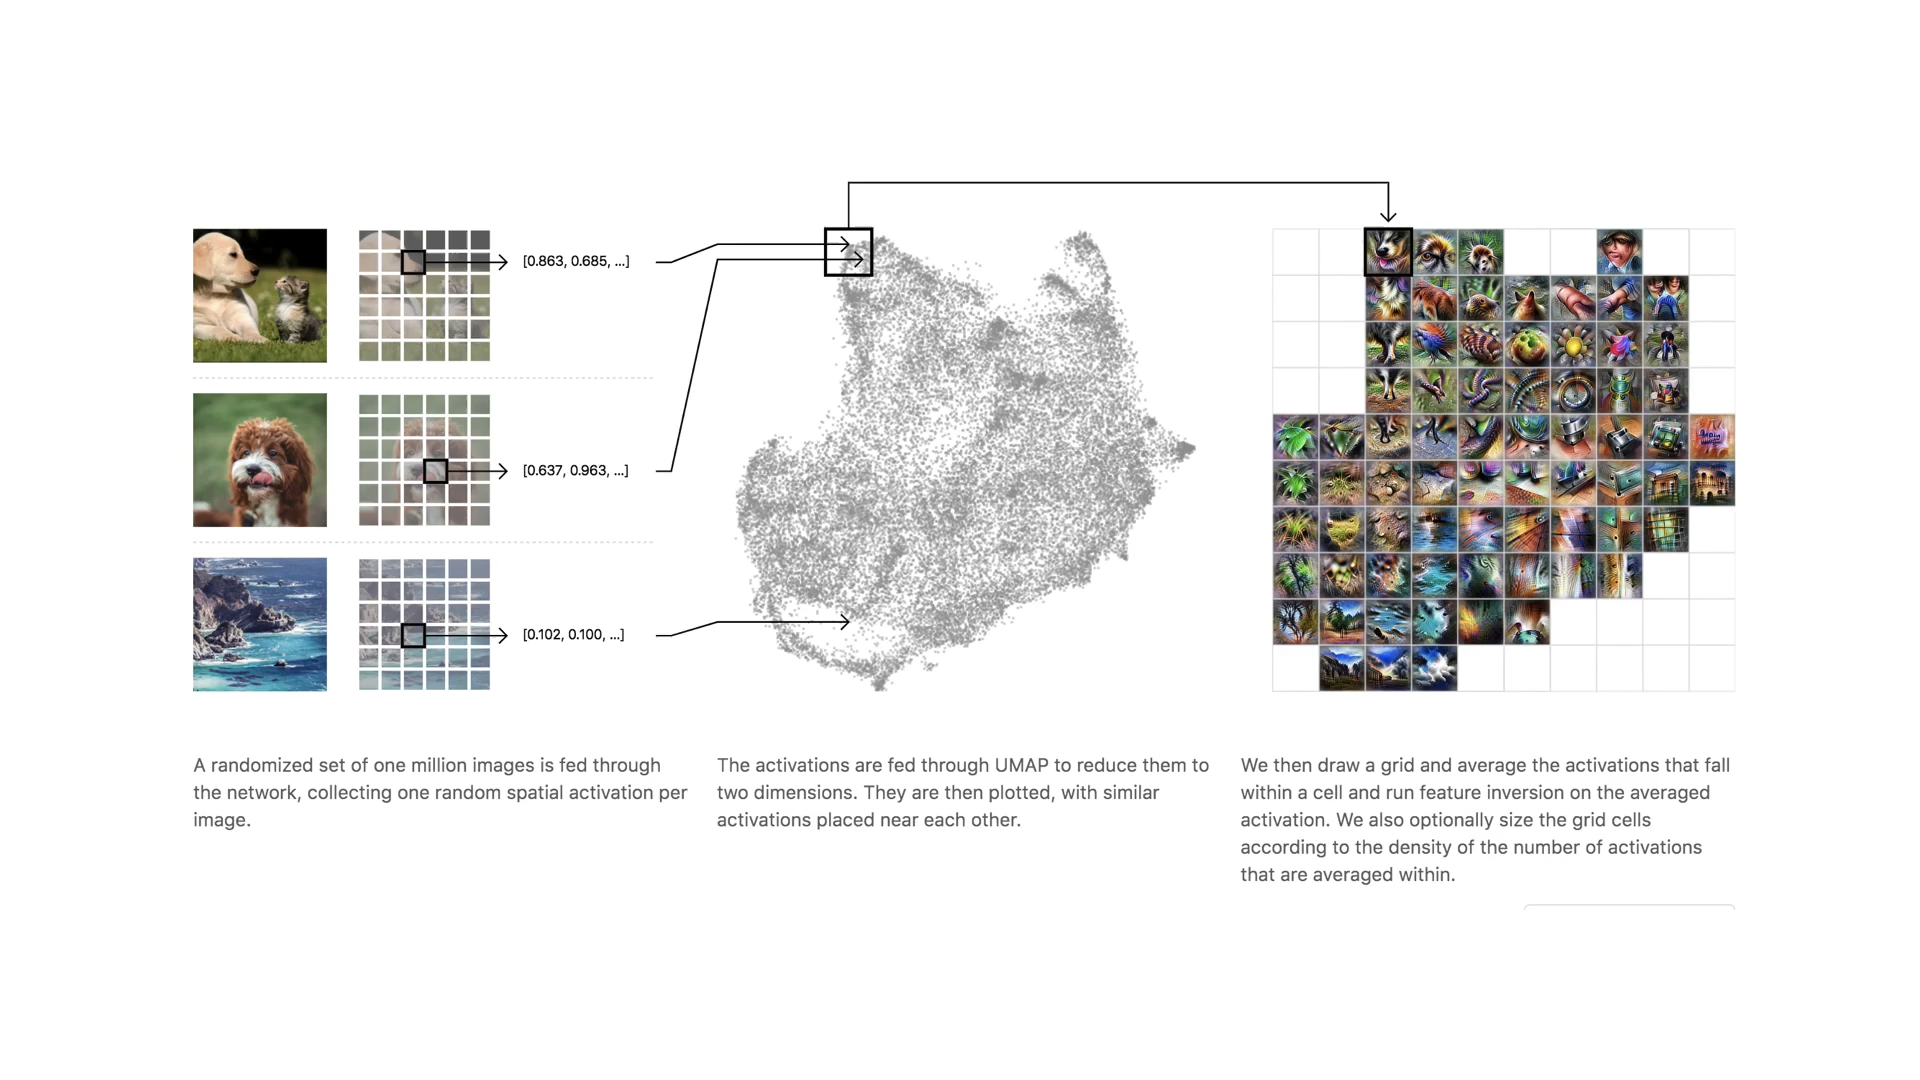 [0.863, 0.685, ...]
[0.637, 0.963, ...]
[0.102, 0.100, ...]
A randomized set of one million images is fed through
the network, collecting one random spatial activation per
image.
The activations are fed through UMAP to reduce them to
two dimensions. They are then plotted, with similar
activations placed near each other.
We then draw a grid and average the activations that fall
within a cell and run feature inversion on the averaged
activation. We also optionally size the grid cells
according to the density of the number of activations
that are averaged within.